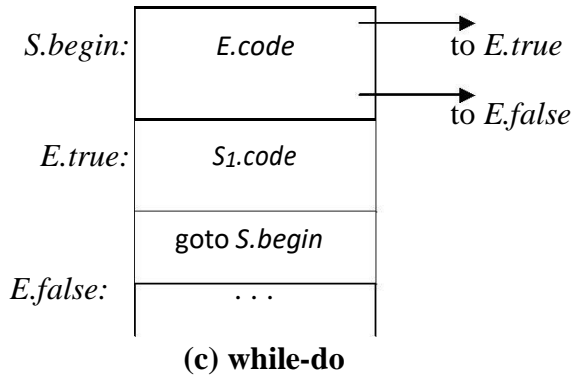 S.begin: E.code to E.true
to E.false
E.true: S1.code
goto S.begin
E.false: . . .
(c) while-do